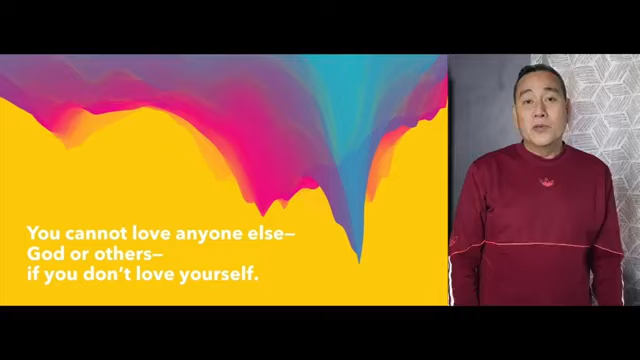 You cannot love anyone else–
God or others–
if you don’t love yourself.